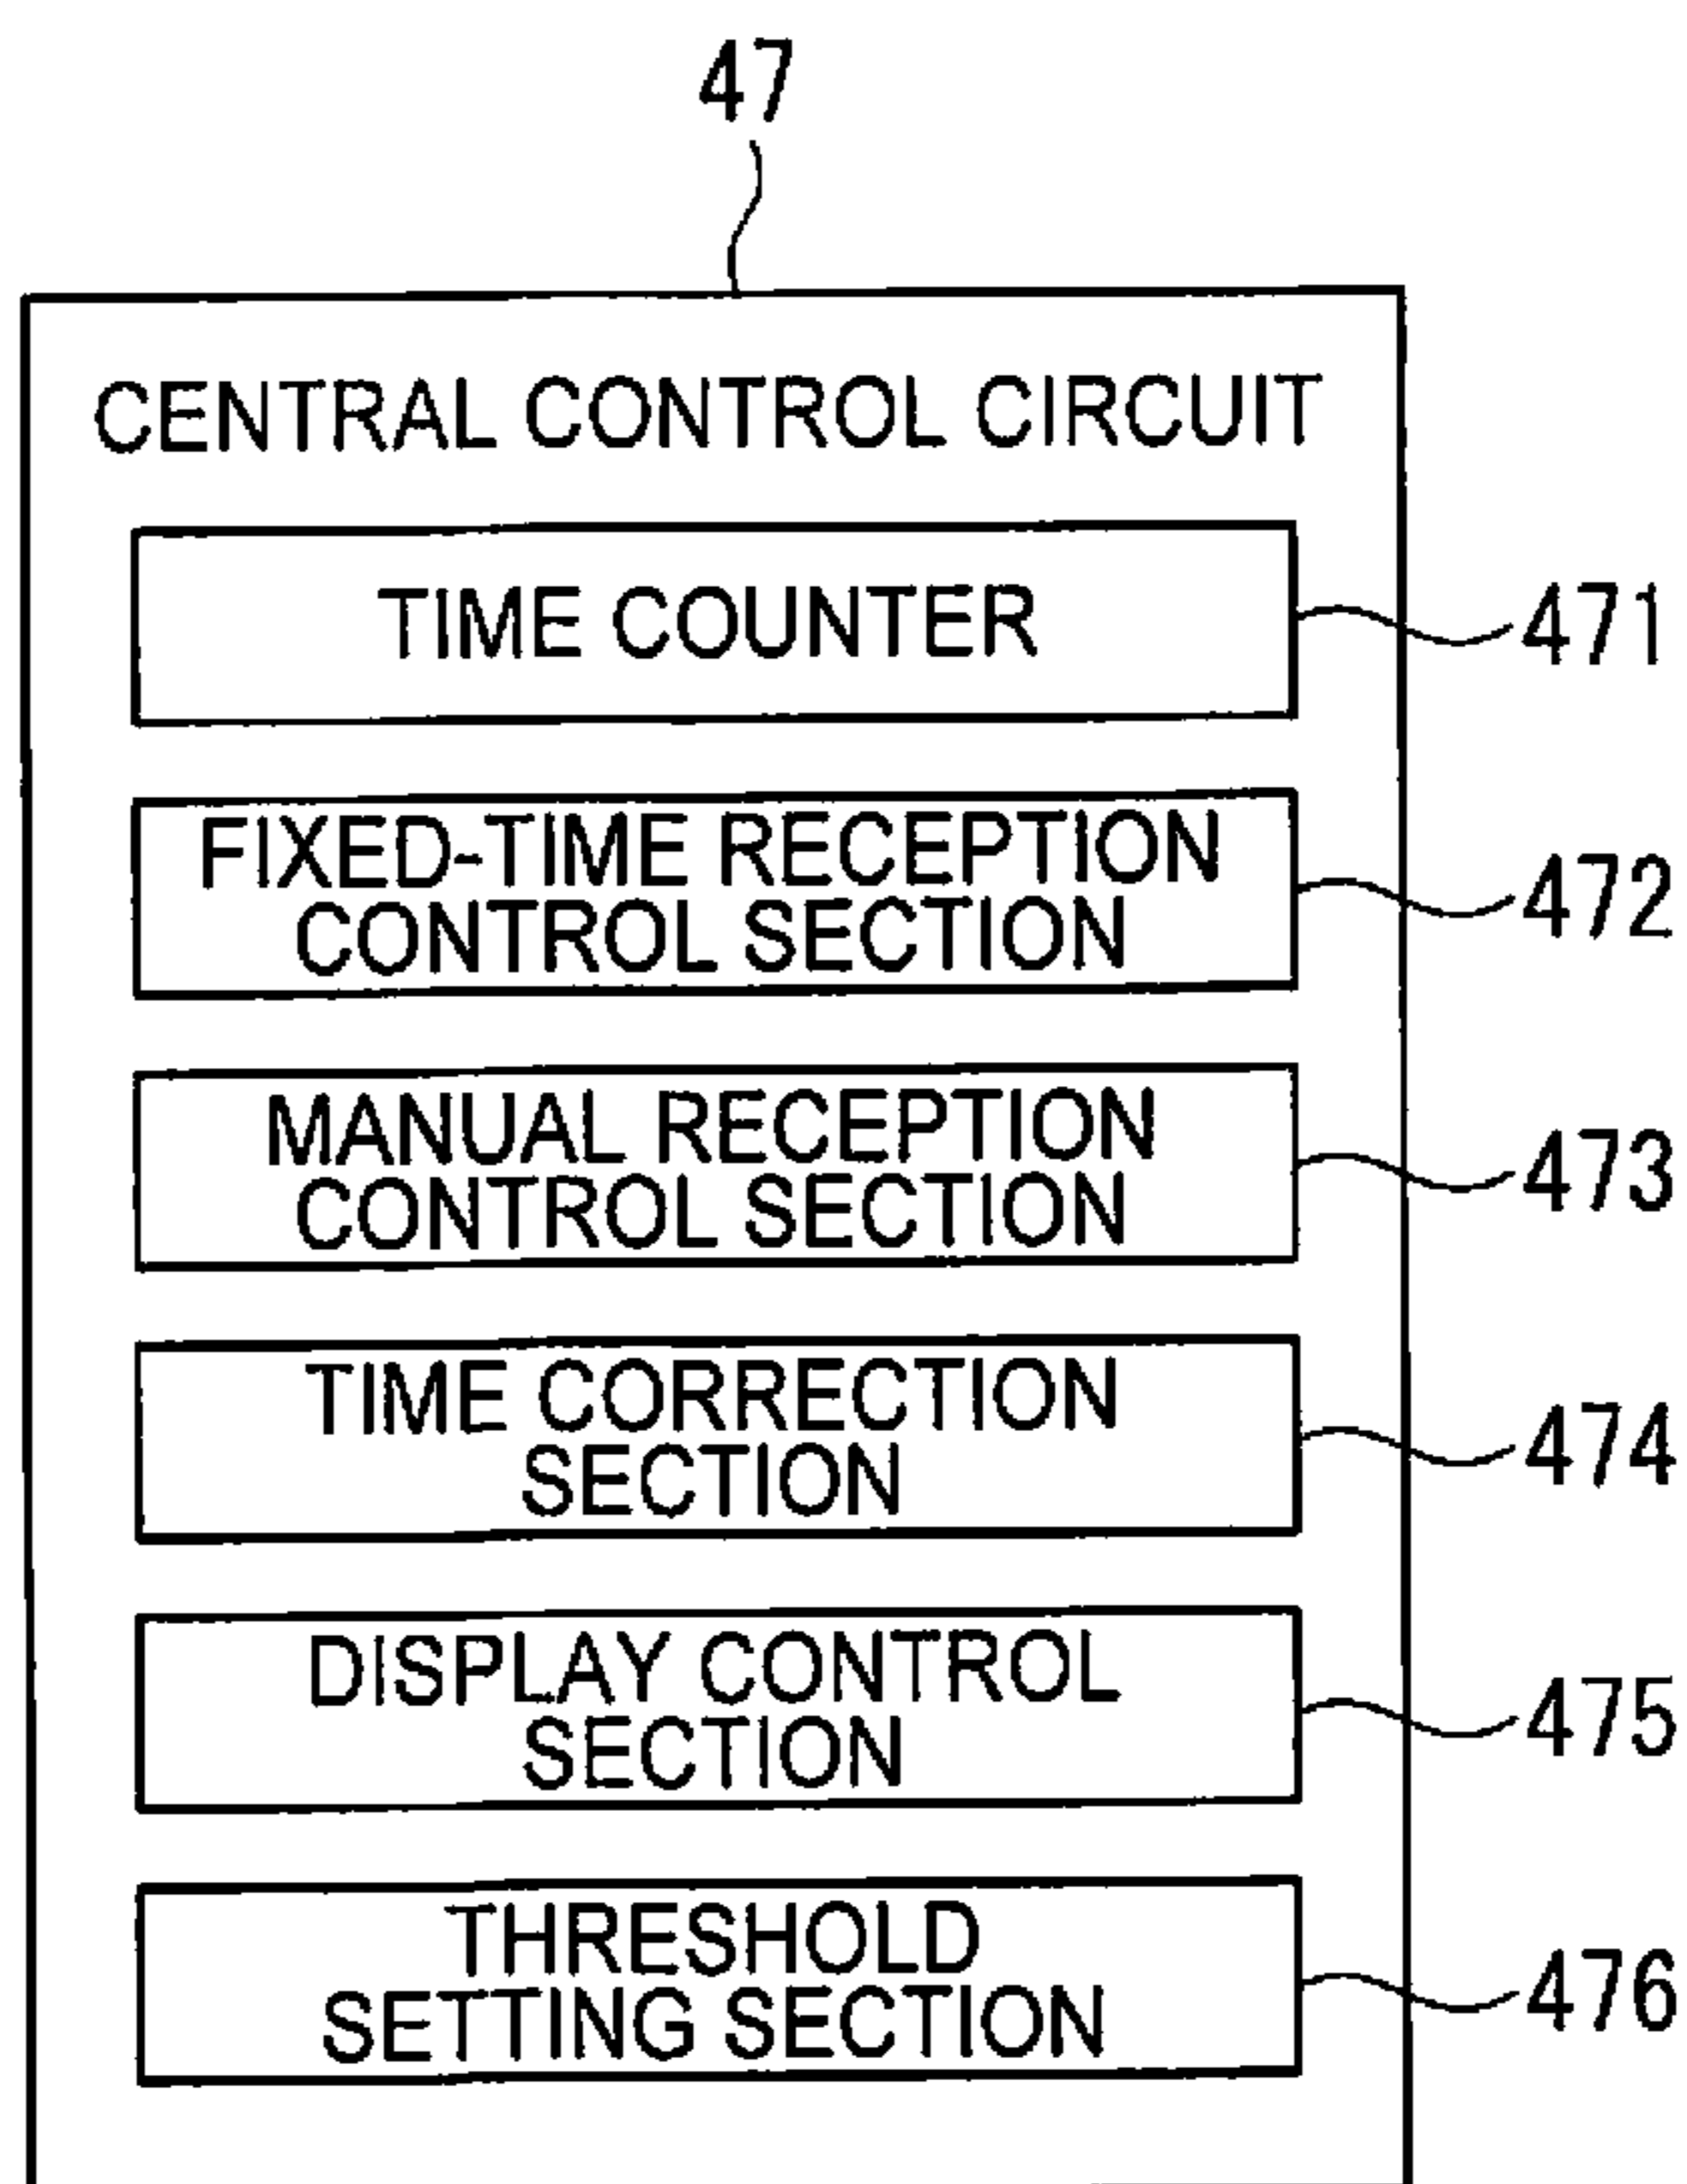 47
CENTRAL CONTROL CIRCUIT
TIME COUNTER
471
FIXED-TIME RECEPTION
CONTROL SECTION
472
MANUAL RECEPTION
CONTROL SECTION
473
TIME CORRECTION
SECTION
474
DISPLAY CONTROL
SECTION
475
THRESHOLD
SETTING SECTION
476